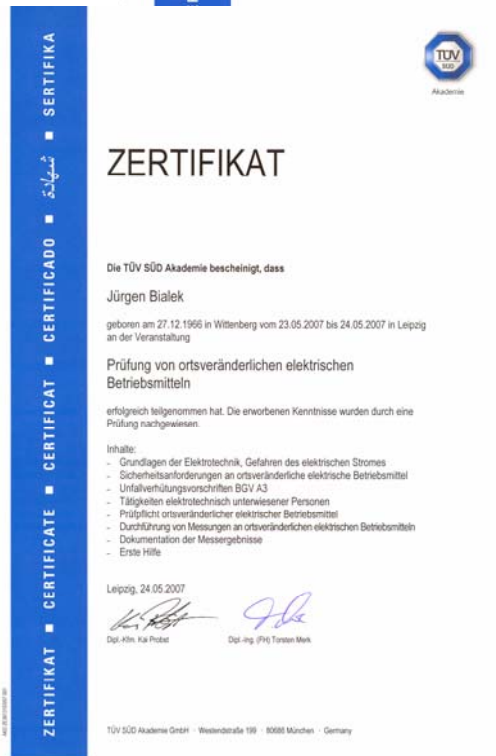 TÜV
SÜD
Akademie
ZERTIFIKAT
Die TÜV SÜD Akademie bescheinigt, dass
Jürgen Bialek
geboren am 27.12.1966 in Wittenberg vom 23.05.2007 bis 24.05.2007 in Leipzig
an der Veranstaltung
Prüfung von ortsveränderlichen elektrischen
Betriebsmitteln
erfolgreich teilgenommen hat. Die erworbenen Kenntnisse wurden durch eine
Prüfung nachgewiesen.
Inhalte:
- Grundlagen der Elektrotechnik, Gefahren des elektrischen Stromes
- Sicherheitsanforderungen an ortsveränderliche elektrische Betriebsmittel
- Unfallverhütungsvorschriften BGV A3
- Tätigkeiten elektrotechnisch unterwiesener Personen
- Prüfpflicht ortsveränderlicher elektrischer Betriebsmittel
- Durchführung von Messungen an ortsveränderlichen elektrischen Betriebsmitteln
- Dokumentation der Messergebnisse
- Erste Hilfe
Leipzig, 24.05.2007
Dipl.-Kfm. Kai Probst Dipl.-Ing. (FH) Torsten Merk
TÜV SÜD Akademie GmbH · Westendstraße 199 · 80686 München · Germany
ZERTIFIKAT ■ CERTIFICATE ■ CERTIFICAT ■ CERTIFICADO ■ شهادة ■ SERTIFIKA